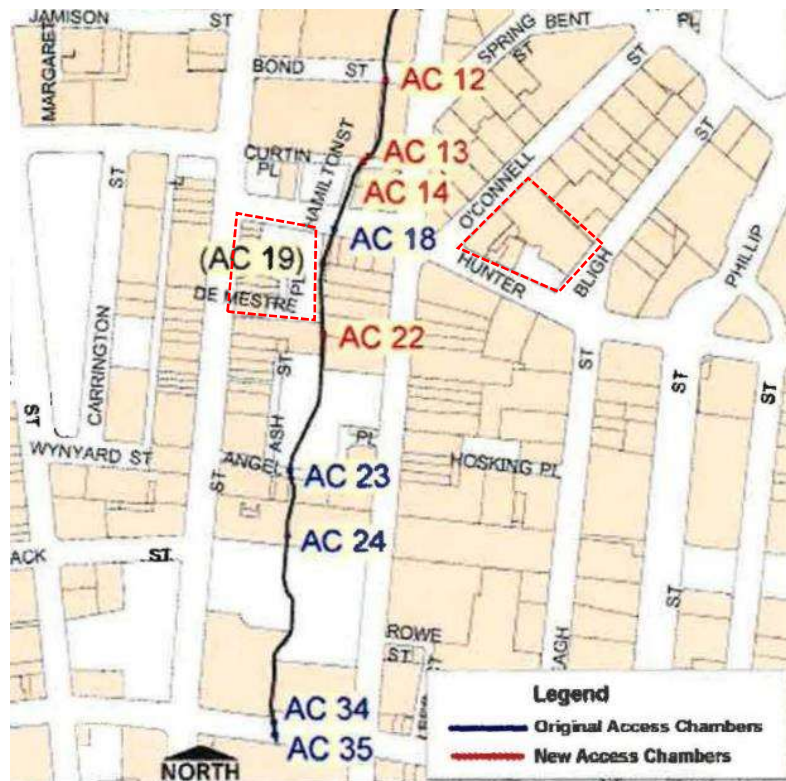 JAMISON ST
MARGARET
SPRING ST
BENT
PL
ST
BOND ST
AC 12
ST
HAMILTON ST
CURTIN PL
AC 13
AC 14
O'CONNELL
ST
AC 18
(AC 19)
HUNTER
BLIGH
PHILLIP
DE MESTRE PL
CARRINGTON
AC 22
ST
ST
ST
ST
ST
ASH
PL
WYNYARD ST
ANGEL
AC 23
HOSKING PL
ST
AC 24
ACK
ST
ST
ROWE ST
ST
AGH
AC 34
AC 35
NORTH
Legend
Original Access Chambers
New Access Chambers